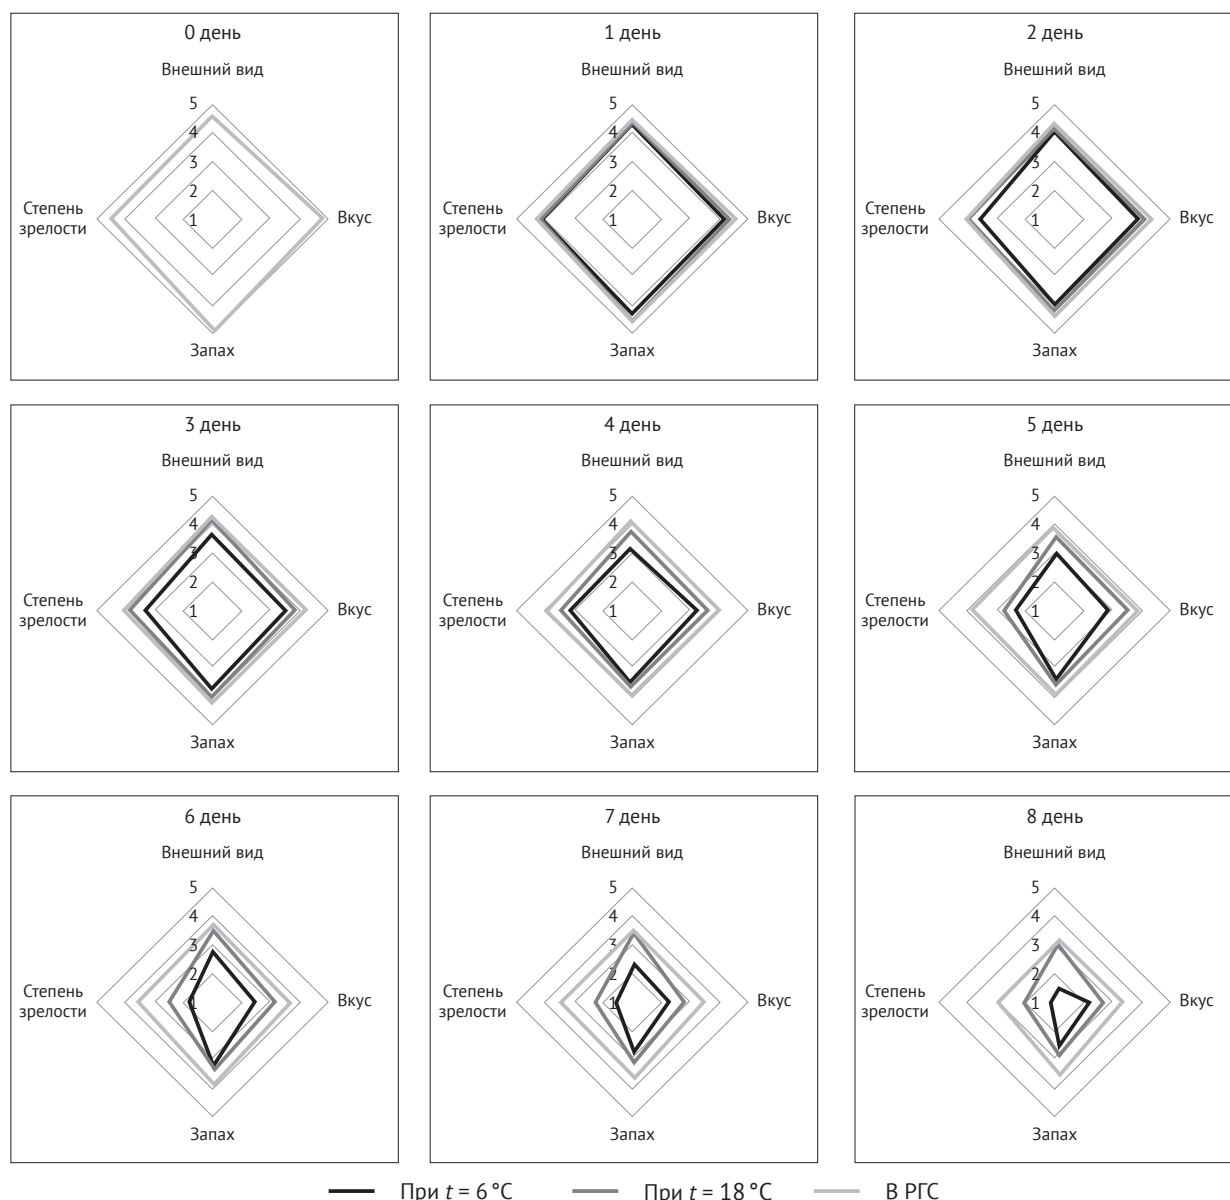 0 день
Внешний вид
5
4
3
2
1
Степень
зрелости
Вкус
Запах
1 день
Внешний вид
5
4
3
2
1
Степень
зрелости
Вкус
Запах
2 день
Внешний вид
5
4
3
2
1
Степень
зрелости
Вкус
Запах
3 день
Внешний вид
5
4
3
2
1
Степень
зрелости
Вкус
Запах
4 день
Внешний вид
5
4
3
2
1
Степень
зрелости
Вкус
Запах
5 день
Внешний вид
5
4
3
2
1
Степень
зрелости
Вкус
Запах
6 день
Внешний вид
5
4
3
2
1
Степень
зрелости
Вкус
Запах
7 день
Внешний вид
5
4
3
2
1
Степень
зрелости
Вкус
Запах
8 день
Внешний вид
5
4
3
2
1
Степень
зрелости
Вкус
Запах
При t = 6 °C При t = 18 °C В РГС